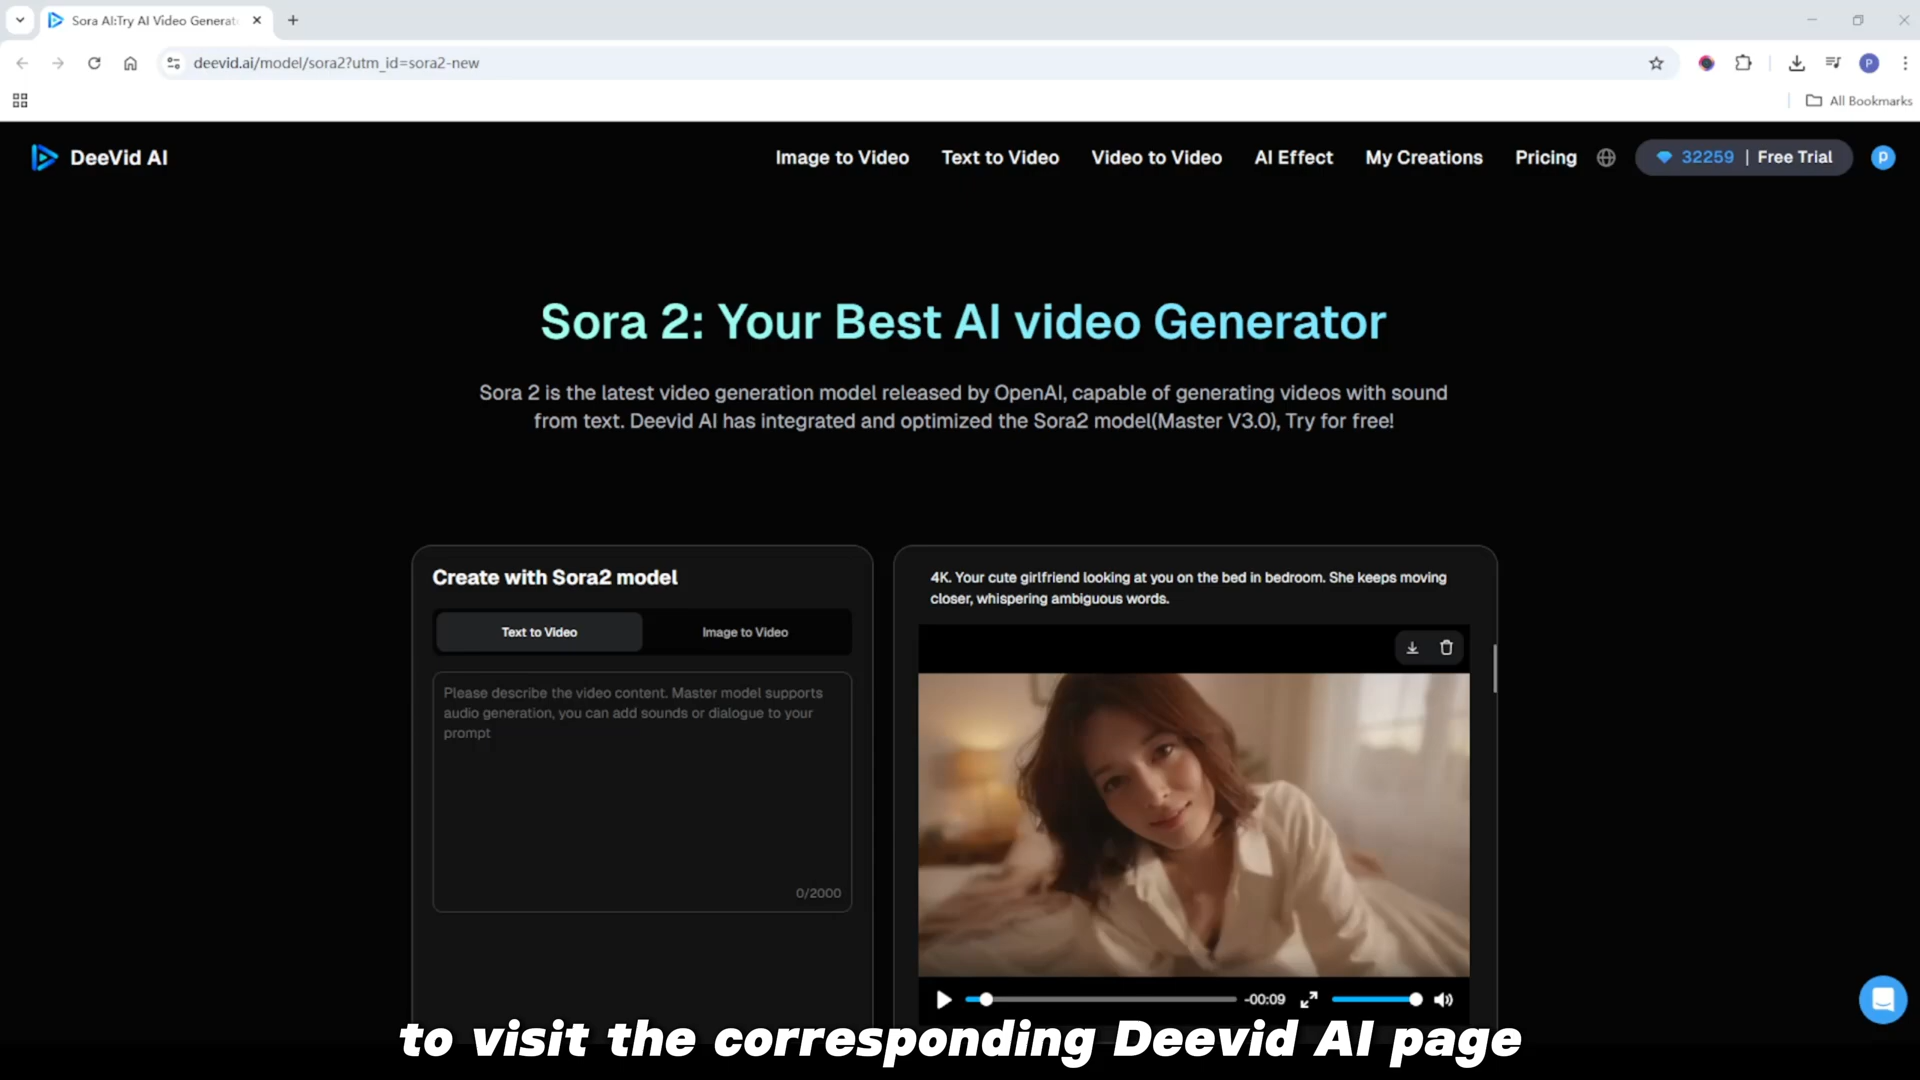 Sora AI:Try AI Video Generat
deevid.ai/model/sora2?utm_id=sora2-new
P
All Bookmarks
DeeVid AI
Image to Video
Text to Video
Video to Video
AI Effect
My Creations
Pricing
32259 | Free Trial
P
Sora 2: Your Best AI video Generator
Sora 2 is the latest video generation model released by OpenAI, capable of generating videos with sound
from text. Deevid AI has integrated and optimized the Sora2 model(Master V3.0), Try for free!
Create with Sora2 model
Text to Video
Image to Video
Please describe the video content. Master model supports
audio generation, you can add sounds or dialogue to your
prompt
0/2000
4K. Your cute girlfriend looking at you on the bed in bedroom. She keeps moving
closer, whispering ambiguous words.
-00:09
to visit the corresponding Deevid AI page